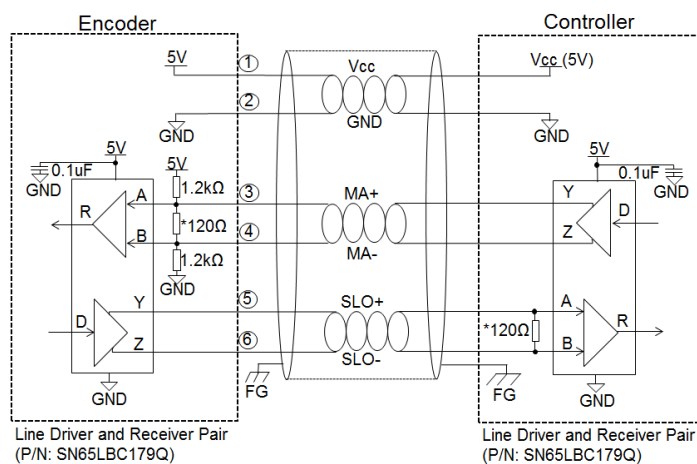 Encoder
Controller
5V
①
Vcc
Vcc (5V)
②
GND
GND
GND
5V
0.1uF
GND
5V
1.2kΩ
*120Ω
1.2kΩ
GND
A
B
R
③
MA+
④
MA-
5V
0.1uF
GND
Y
Z
D
Y
Z
D
⑤
SLO+
⑥
SLO-
*120Ω
A
B
R
GND
FG
FG
GND
Line Driver and Receiver Pair
(P/N: SN65LBC179Q)
Line Driver and Receiver Pair
(P/N: SN65LBC179Q)